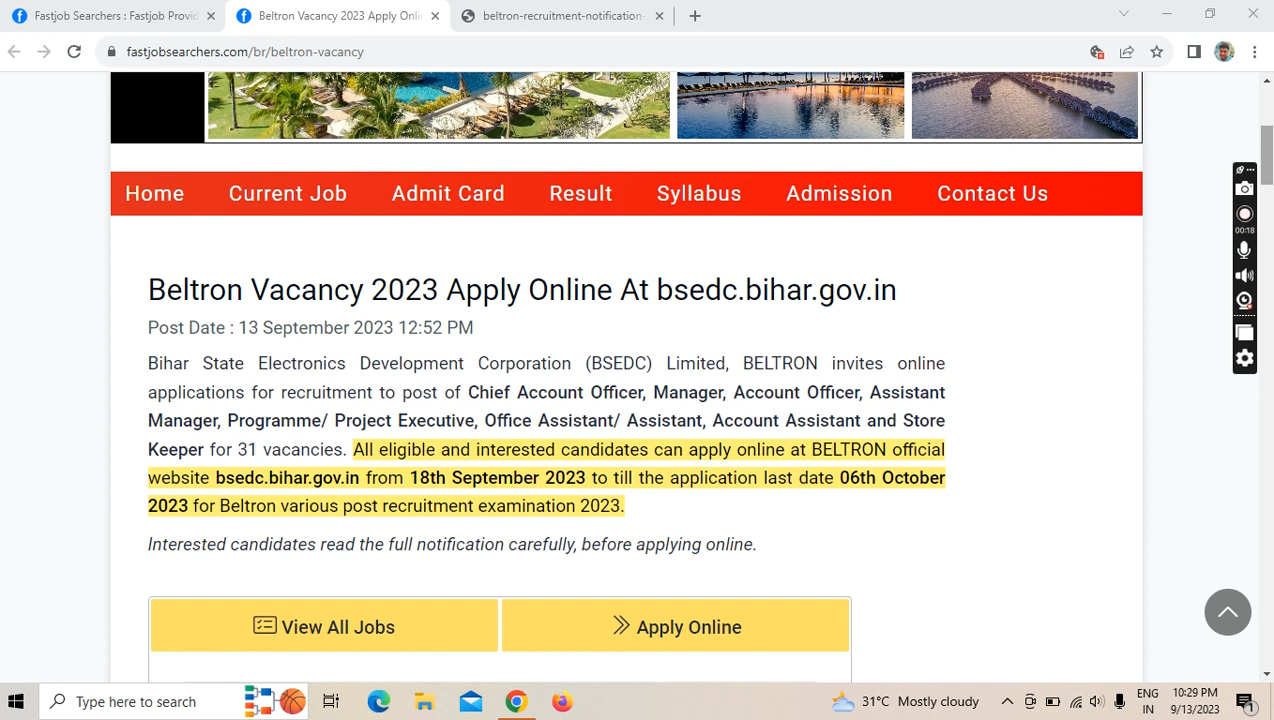 Fastjob Searchers : Fastjob Provid
Beltron Vacancy 2023 Apply Onli
beltron-recruitment-notification-
fastjobsearchers.com/br/beltron-vacancy
Home Current Job Admit Card Result Syllabus Admission Contact Us
00:18
Beltron Vacancy 2023 Apply Online At bsedc.bihar.gov.in
Post Date : 13 September 2023 12:52 PM
Bihar State Electronics Development Corporation (BSEDC) Limited, BELTRON invites online
applications for recruitment to post of Chief Account Officer, Manager, Account Officer, Assistant
Manager, Programme/ Project Executive, Office Assistant/ Assistant, Account Assistant and Store
Keeper for 31 vacancies. All eligible and interested candidates can apply online at BELTRON official
website bsedc.bihar.gov.in from 18th September 2023 to till the application last date 06th October
2023 for Beltron various post recruitment examination 2023.
Interested candidates read the full notification carefully, before applying online.
View All Jobs
Apply Online
Type here to search
31°C Mostly cloudy
ENG
IN
10:29 PM
9/13/2023
1